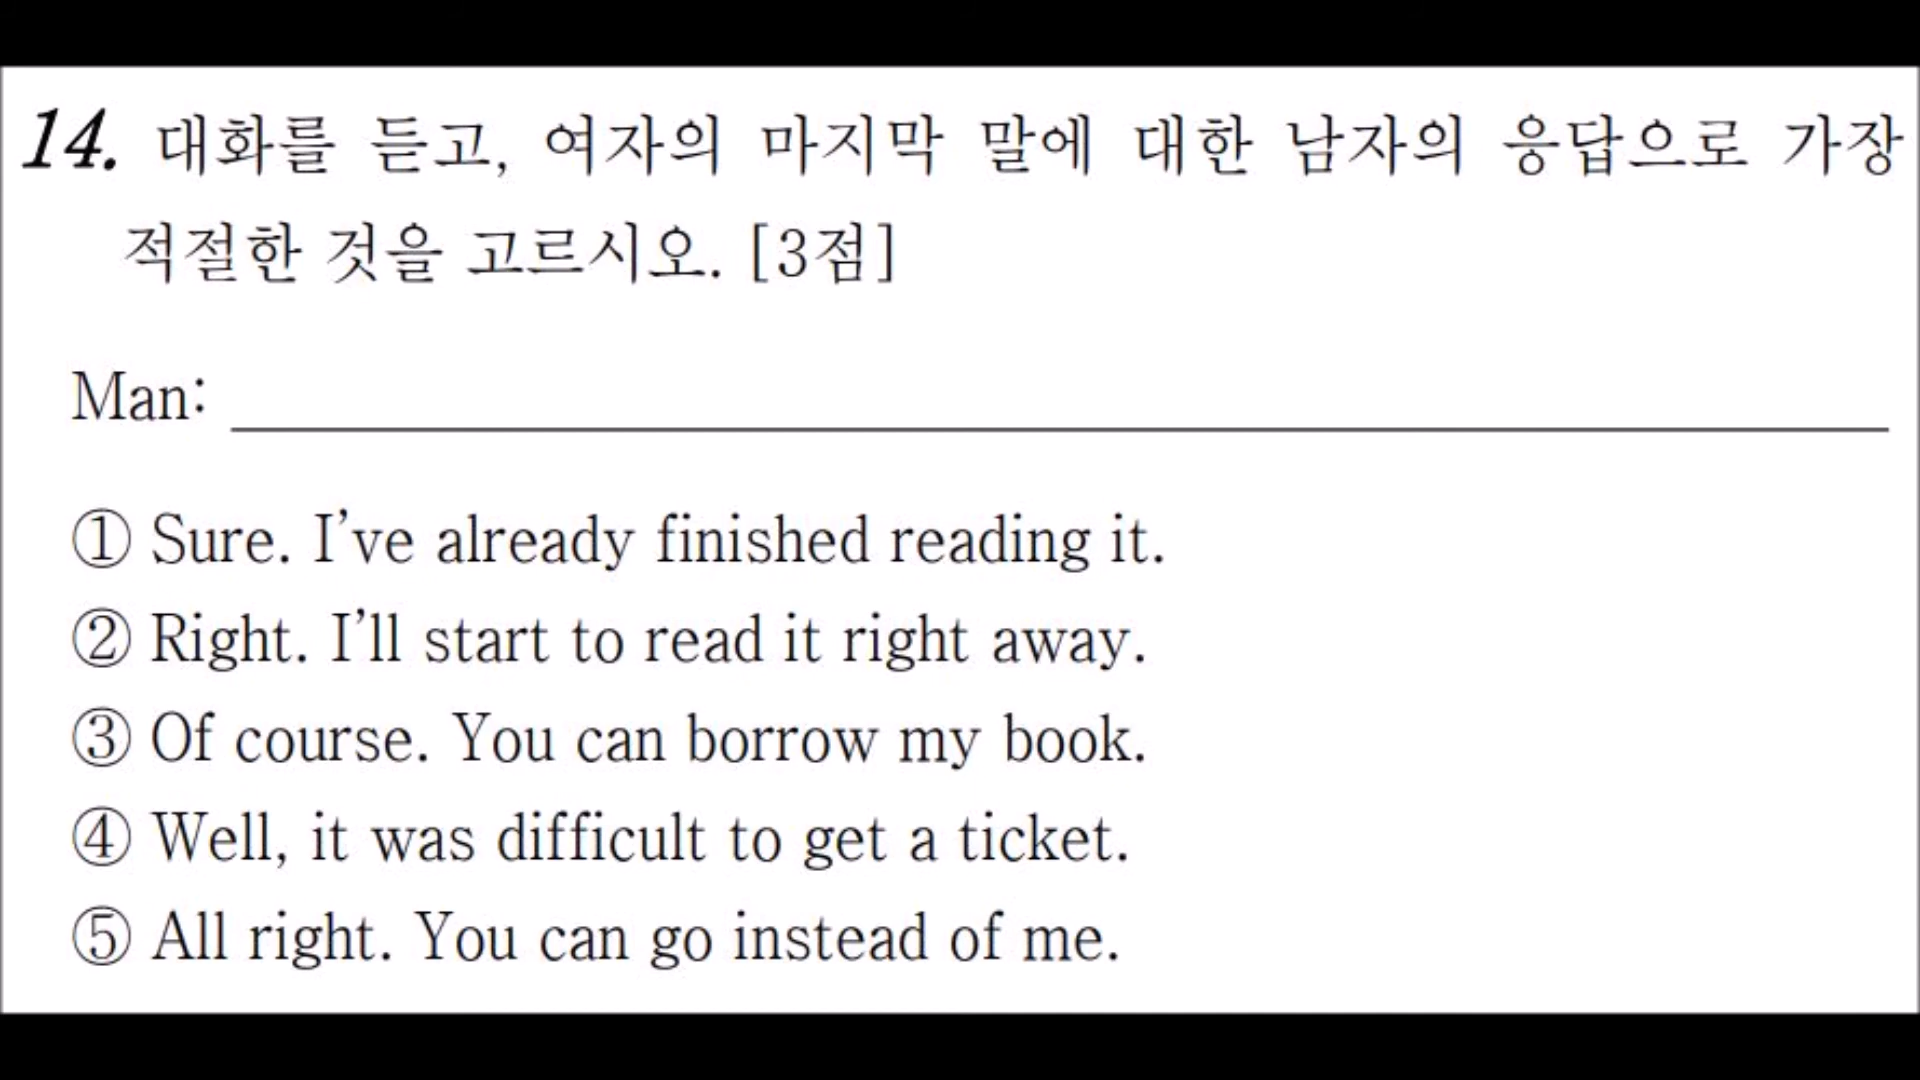 14. 대화를 듣고, 여자의 마지막 말에 대한 남자의 응답으로 가장
적절한 것을 고르시오. [3점]
Man:
① Sure. I’ve already finished reading it.
② Right. I’ll start to read it right away.
③ Of course. You can borrow my book.
④ Well, it was difficult to get a ticket.
⑤ All right. You can go instead of me.